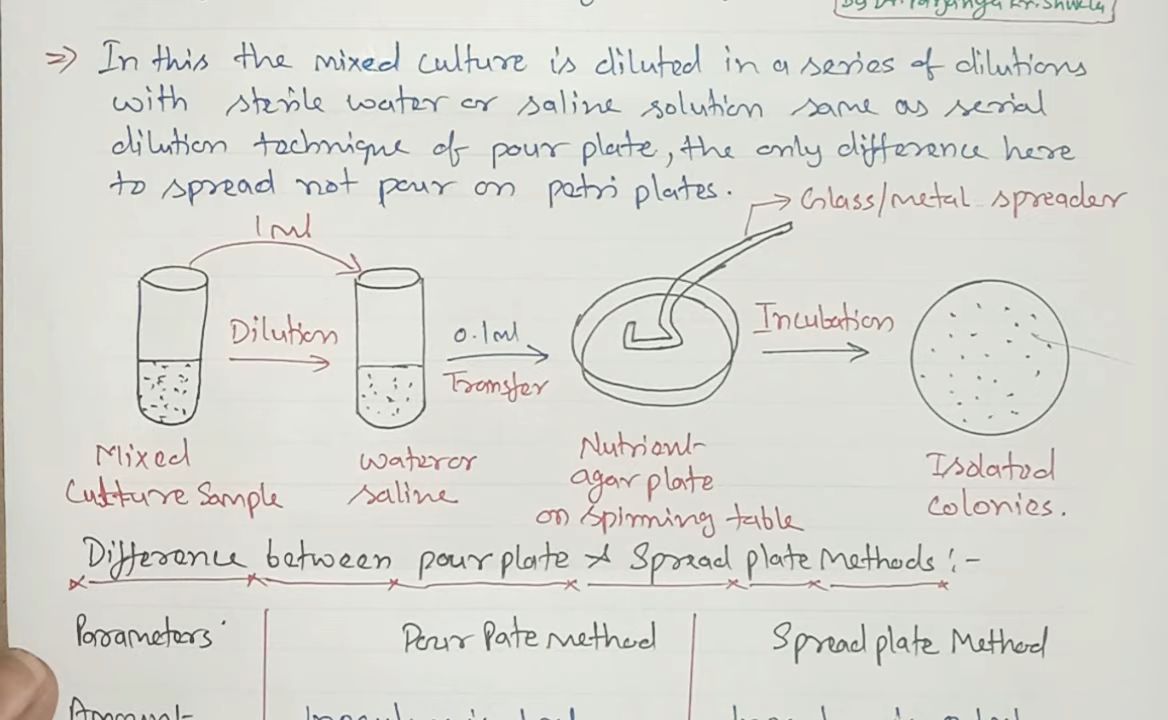 => In this the mixed culture is diluted in a series of dilutions
with sterile water or saline solution same as serial
dilution technique of pour plate, the only difference here
to spread not pour on petri plates.
Glass/metal spreader
1ml
Dilution
0.1ml
Transfer
Incubation
Mixed
Culture Sample
water or
saline
Nutrient
agar plate
on spinning table
Isolated
colonies.
Difference between pour plate & Spread plate Methods :-
Parameters
Pour Pate method
Spread plate Method